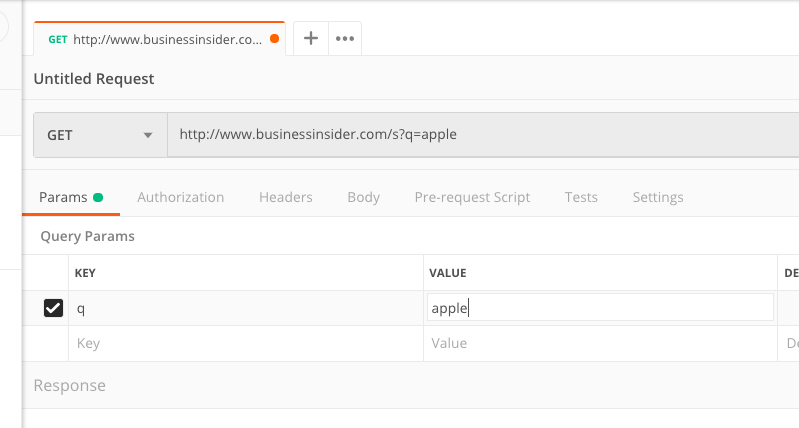 GET http://www.businessinsider.co...
Untitled Request
GET http://www.businessinsider.com/s?q=apple
Params Authorization Headers Body Pre-request Script Tests Settings
Query Params
KEY VALUE DE
q apple
Key Value De
Response